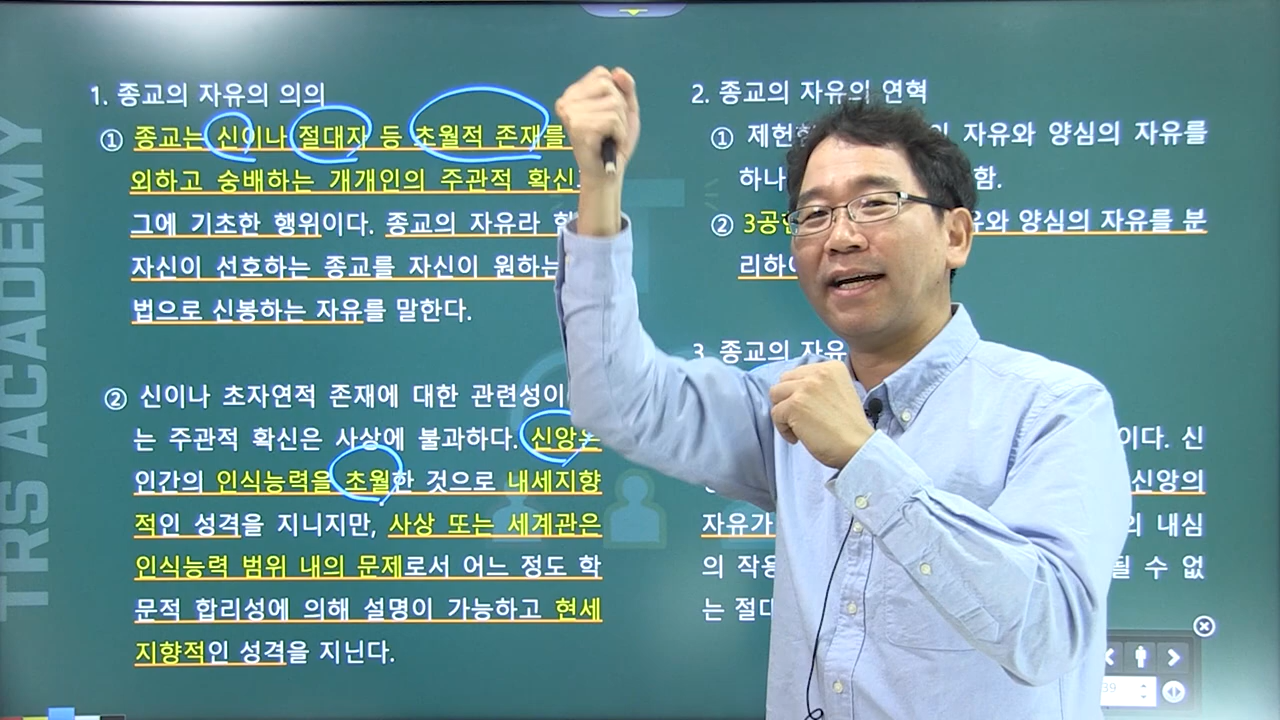 TRS ACADEMY
1. 종교의 자유의 의의
① 종교는 신이나 절대자 등 초월적 존재를
외하고 숭배하는 개개인의 주관적 확신
그에 기초한 행위이다. 종교의 자유라
자신이 선호하는 종교를 자신이 원하는
법으로 신봉하는 자유를 말한다.
② 신이나 초자연적 존재에 대한 관련성이
는 주관적 확신은 사상에 불과하다. 신앙은
인간의 인식능력을 초월한 것으로 내세지향
적인 성격을 지니지만, 사상 또는 세계관은
인식능력 범위 내의 문제로서 어느 정도 학
문적 합리성에 의해 설명이 가능하고 현세
지향적인 성격을 지닌다.
2. 종교의 자유의 연혁
① 제헌 자유와 양심의 자유를
하나 함.
② 3공 와 양심의 자유를 분
리하
3. 종교의 자유
이다. 신
신앙의
자유가 의 내심
의 작용 될 수 없
는 절대
39